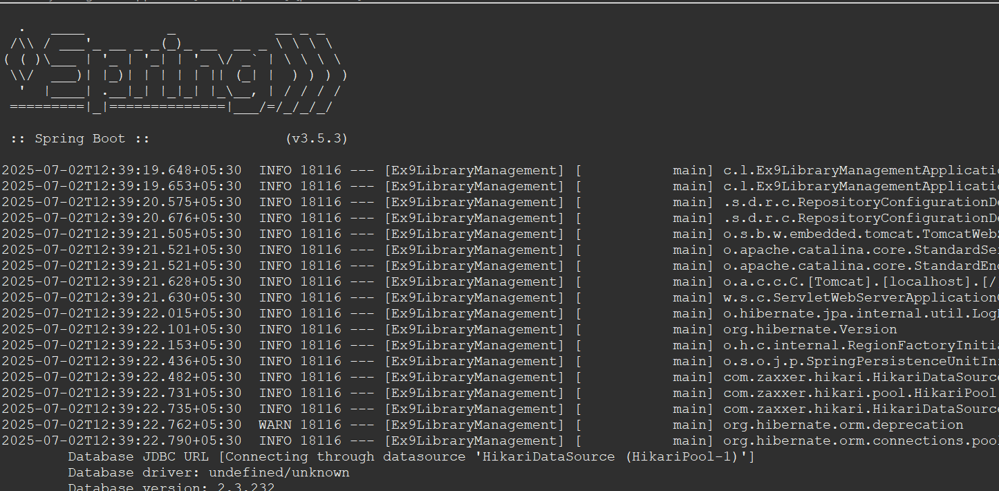 .   ____          _            __ _ _
 /\\ / ___'_ __ _ _(_)_ __  __ _ \ \ \ \
( ( )\___ | '_ | '_| | '_ \/ _` | \ \ \ \
 \\/  ___)| |_)| | | | | || (_| |  ) ) ) )
  '  |____| .__|_| |_|_| |_\__, | / / / /
 =========|_|==============|___/=/_/_/_/
 :: Spring Boot ::                (v3.5.3)
2025-07-02T12:39:19.648+05:30  INFO 18116 --- [Ex9LibraryManagement] [           main] c.l.Ex9LibraryManagementApplicatio
2025-07-02T12:39:19.653+05:30  INFO 18116 --- [Ex9LibraryManagement] [           main] c.l.Ex9LibraryManagementApplicatio
2025-07-02T12:39:20.575+05:30  INFO 18116 --- [Ex9LibraryManagement] [           main] .s.d.r.c.RepositoryConfigurationDe
2025-07-02T12:39:20.676+05:30  INFO 18116 --- [Ex9LibraryManagement] [           main] .s.d.r.c.RepositoryConfigurationDe
2025-07-02T12:39:21.505+05:30  INFO 18116 --- [Ex9LibraryManagement] [           main] o.s.b.w.embedded.tomcat.TomcatWebS
2025-07-02T12:39:21.521+05:30  INFO 18116 --- [Ex9LibraryManagement] [           main] o.apache.catalina.core.StandardSer
2025-07-02T12:39:21.521+05:30  INFO 18116 --- [Ex9LibraryManagement] [           main] o.apache.catalina.core.StandardEng
2025-07-02T12:39:21.628+05:30  INFO 18116 --- [Ex9LibraryManagement] [           main] o.a.c.c.C.[Tomcat].[localhost].[/
2025-07-02T12:39:21.630+05:30  INFO 18116 --- [Ex9LibraryManagement] [           main] w.s.c.ServletWebServerApplicationC
2025-07-02T12:39:22.015+05:30  INFO 18116 --- [Ex9LibraryManagement] [           main] o.hibernate.jpa.internal.util.LogH
2025-07-02T12:39:22.101+05:30  INFO 18116 --- [Ex9LibraryManagement] [           main] org.hibernate.Version
2025-07-02T12:39:22.153+05:30  INFO 18116 --- [Ex9LibraryManagement] [           main] o.h.c.internal.RegionFactoryInitia
2025-07-02T12:39:22.436+05:30  INFO 18116 --- [Ex9LibraryManagement] [           main] o.s.o.j.p.SpringPersistenceUnitInf
2025-07-02T12:39:22.482+05:30  INFO 18116 --- [Ex9LibraryManagement] [           main] com.zaxxer.hikari.HikariDataSource
2025-07-02T12:39:22.731+05:30  INFO 18116 --- [Ex9LibraryManagement] [           main] com.zaxxer.hikari.pool.HikariPool
2025-07-02T12:39:22.735+05:30  INFO 18116 --- [Ex9LibraryManagement] [           main] com.zaxxer.hikari.HikariDataSource
2025-07-02T12:39:22.762+05:30  WARN 18116 --- [Ex9LibraryManagement] [           main] org.hibernate.orm.deprecation
2025-07-02T12:39:22.790+05:30  INFO 18116 --- [Ex9LibraryManagement] [           main] org.hibernate.orm.connections.pool
	Database JDBC URL [Connecting through datasource 'HikariDataSource (HikariPool-1)']
	Database driver: undefined/unknown
	Database version: 2.3.232